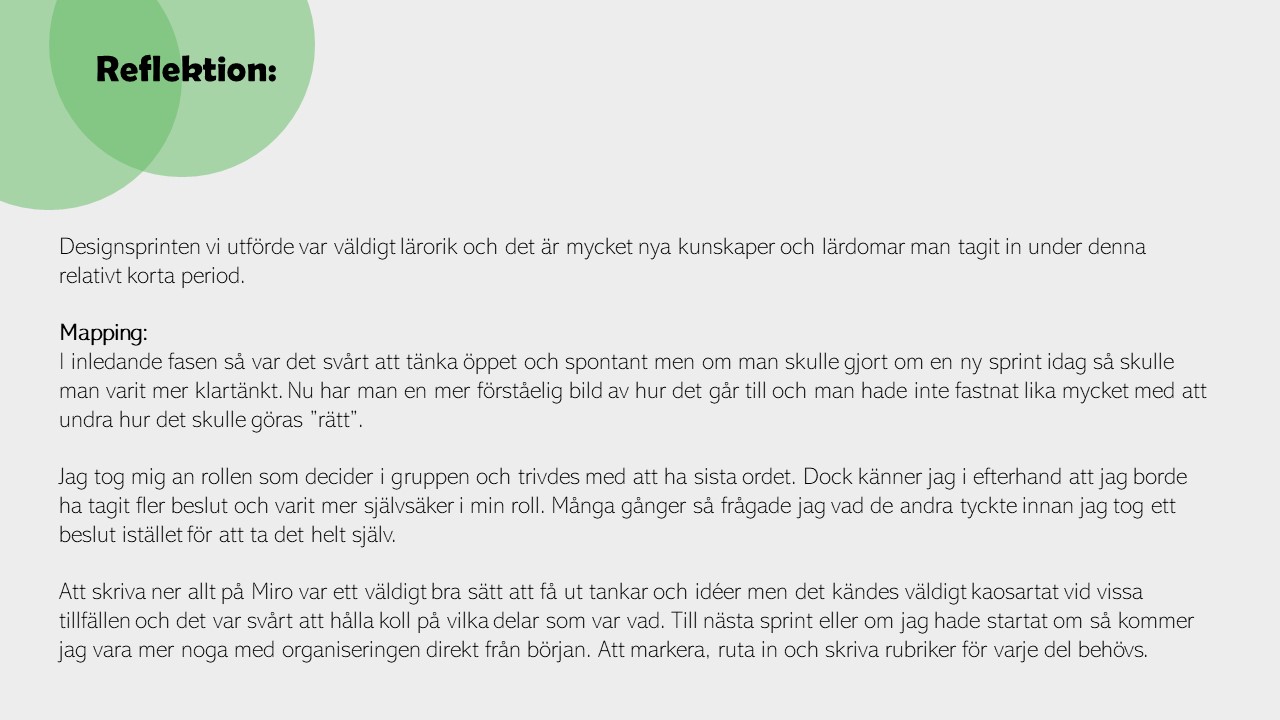 Reflektion:
Designsprinten vi utförde var väldigt lärorik och det är mycket nya kunskaper och lärdomar man tagit in under denna
relativt korta period.
Mapping:
I inledande fasen så var det svårt att tänka öppet och spontant men om man skulle gjort om en ny sprint idag så skulle
man varit mer klartänkt. Nu har man en mer förståelig bild av hur det går till och man hade inte fastnat lika mycket med att
undra hur det skulle göras ”rätt”.
Jag tog mig an rollen som decider i gruppen och trivdes med att ha sista ordet. Dock känner jag i efterhand att jag borde
ha tagit fler beslut och varit mer självsäker i min roll. Många gånger så frågade jag vad de andra tyckte innan jag tog ett
beslut istället för att ta det helt själv.
Att skriva ner allt på Miro var ett väldigt bra sätt att få ut tankar och idéer men det kändes väldigt kaosartat vid vissa
tillfällen och det var svårt att hålla koll på vilka delar som var vad. Till nästa sprint eller om jag hade startat om så kommer
jag vara mer noga med organiseringen direkt från början. Att markera, ruta in och skriva rubriker för varje del behövs.